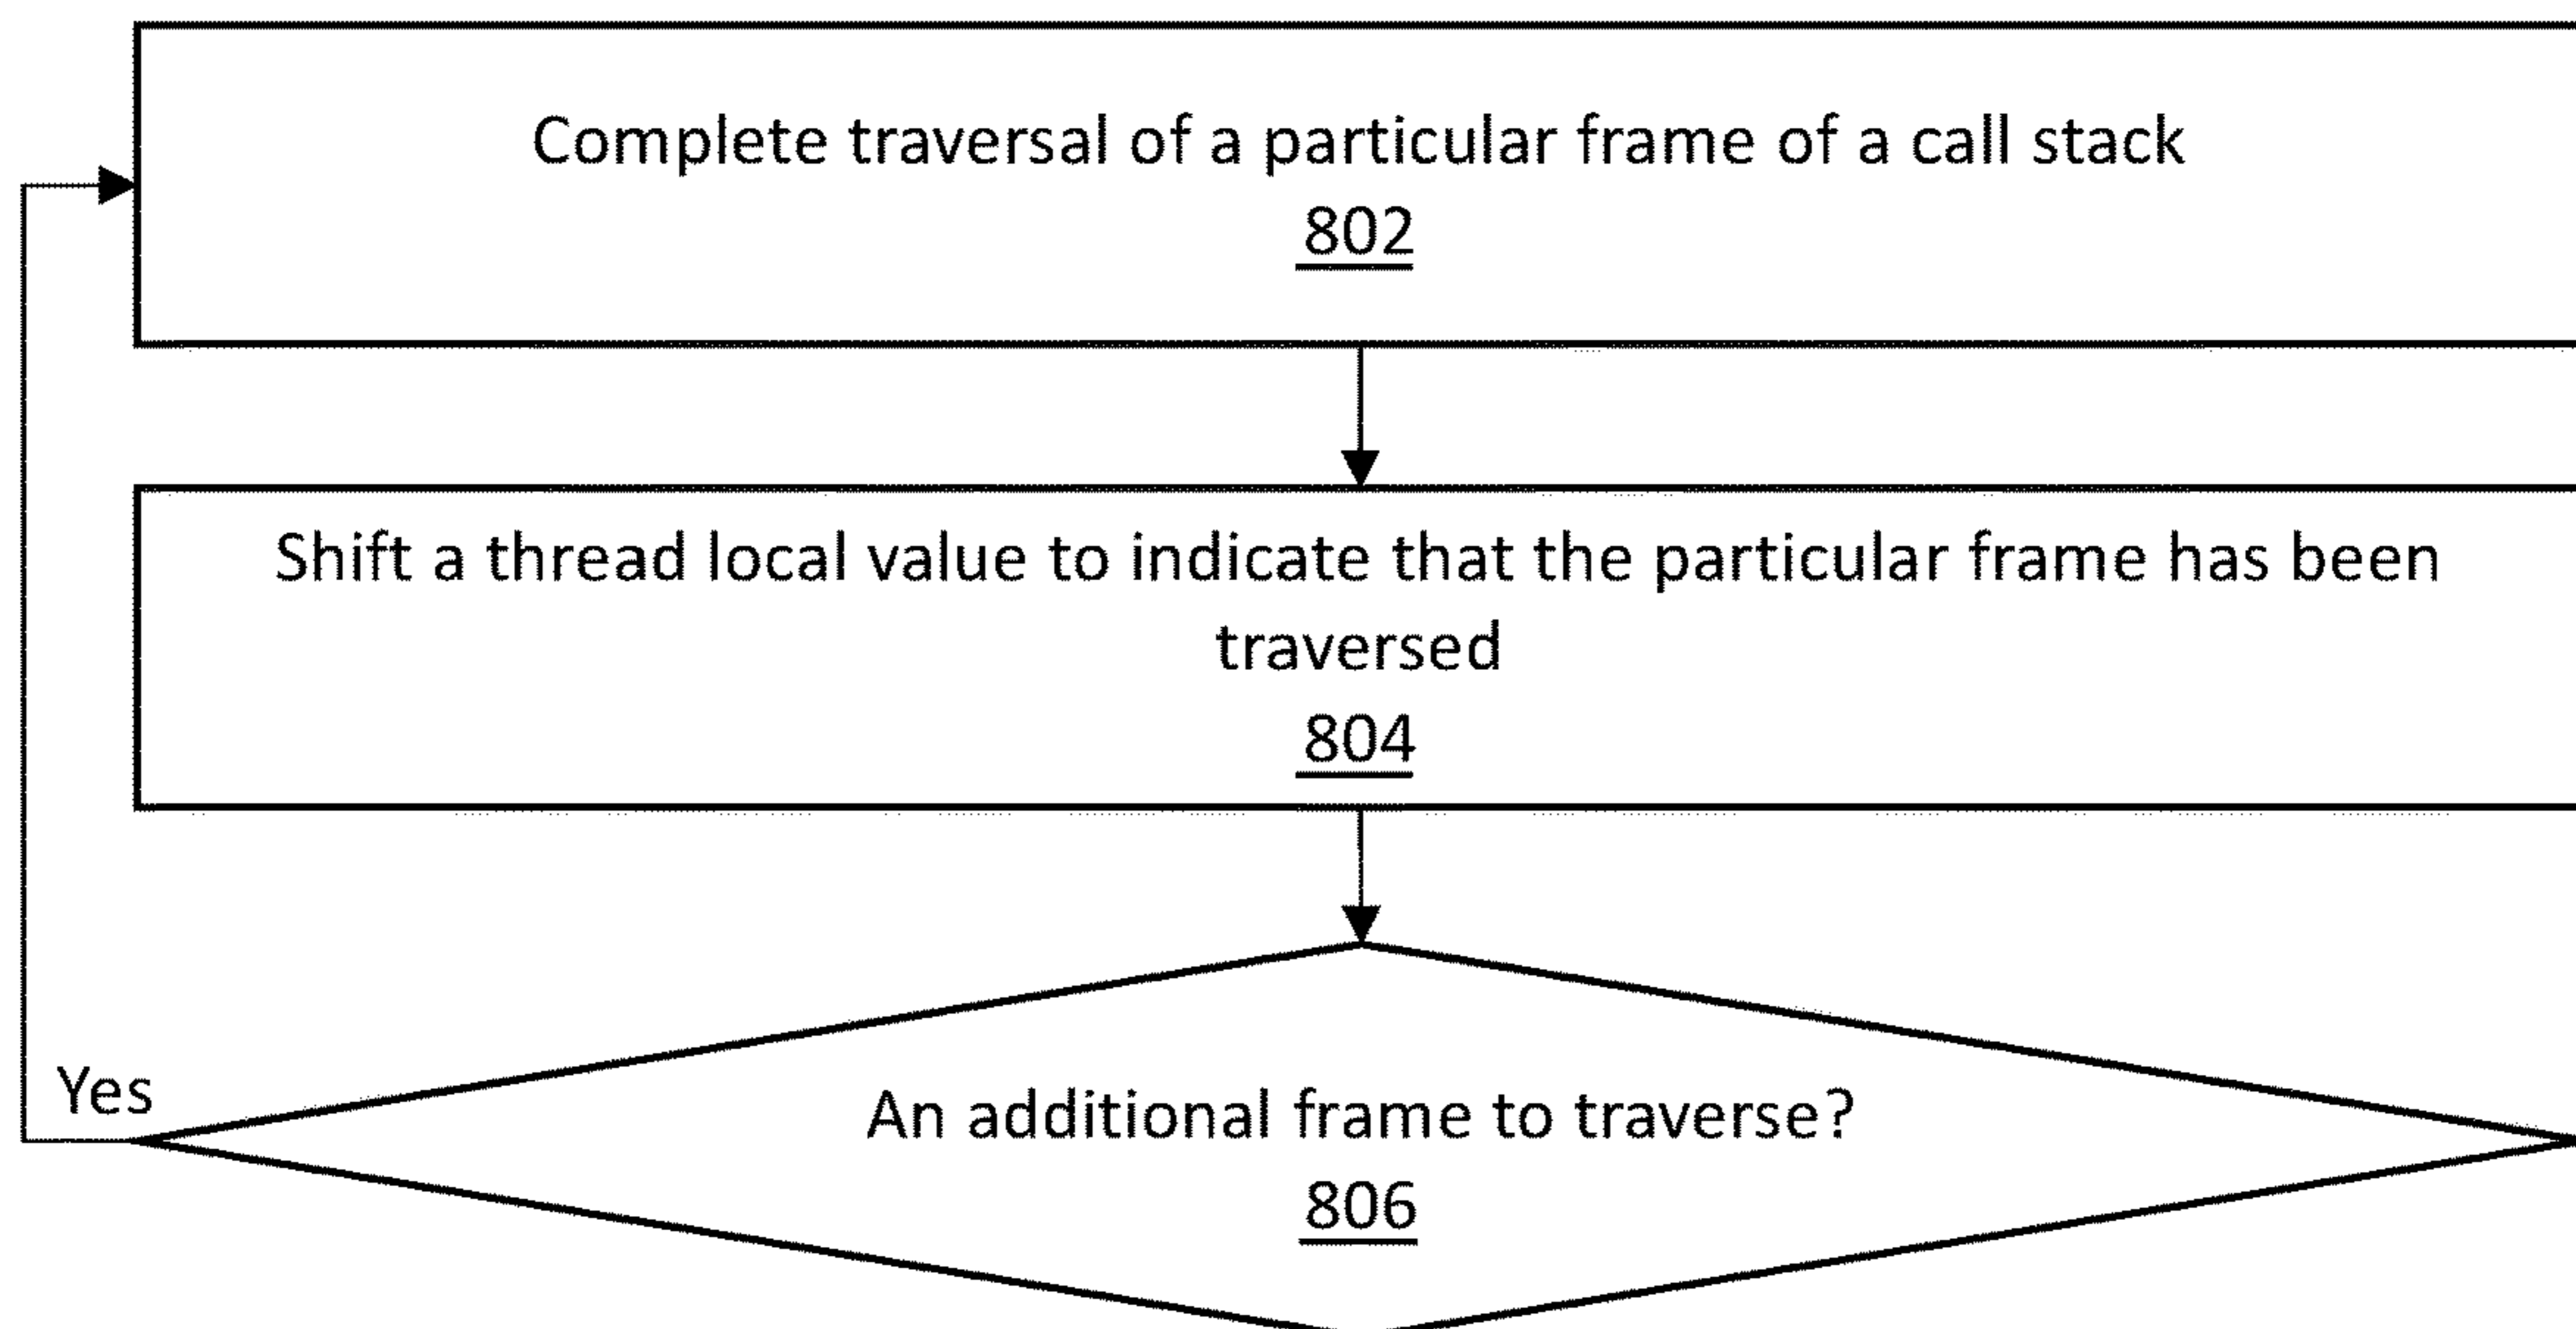 Complete traversal of a particular frame of a call stack
802
Shift a thread local value to indicate that the particular frame has been
traversed
804
Yes
An additional frame to traverse?
806